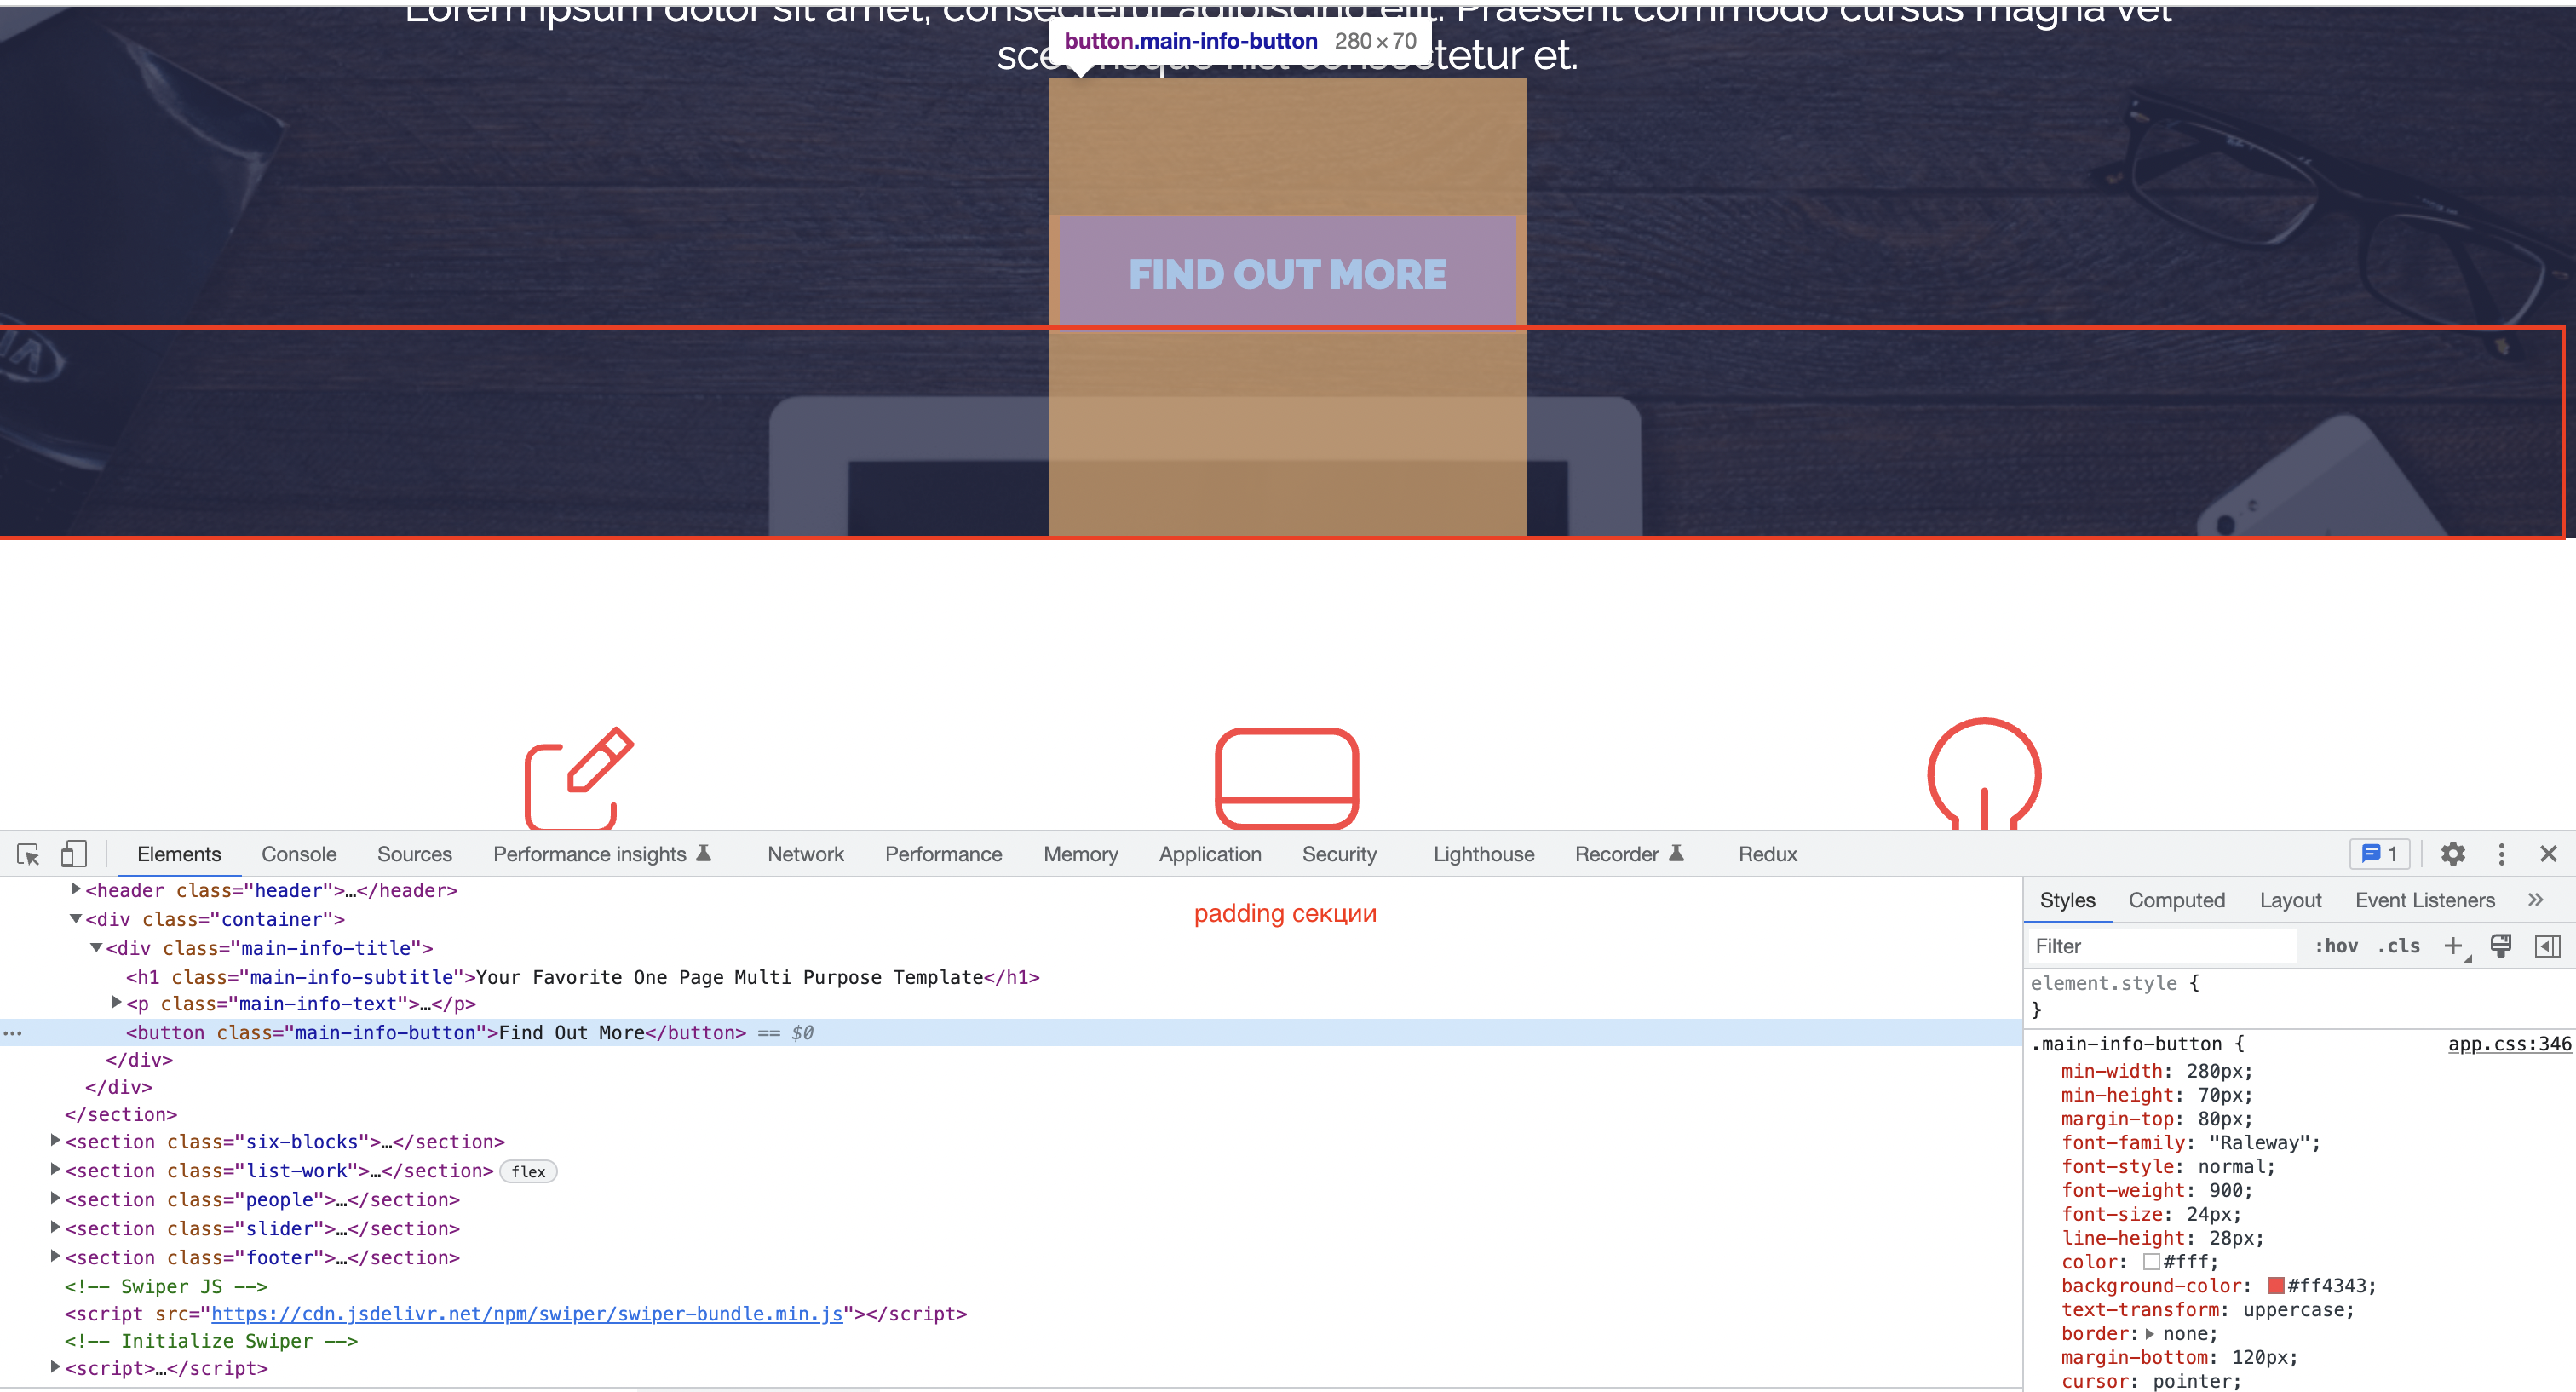 Lorem ipsum dolor sit amet, consectetur adipiscing elit. Praesent commodo cursus magna vel
scelerisque nisl consectetur et.
button.main-info-button 280 × 70
FIND OUT MORE
Elements Console Sources Performance insights Network Performance Memory Application Security Lighthouse Recorder Redux 1
<header class="header">…</header>
<div class="container">
padding секции
<div class="main-info-title">
<h1 class="main-info-subtitle">Your Favorite One Page Multi Purpose Template</h1>
<p class="main-info-text">…</p>
… <button class="main-info-button">Find Out More</button> == $0
</div>
</div>
</section>
<section class="six-blocks">…</section>
<section class="list-work">…</section> flex
<section class="people">…</section>
<section class="slider">…</section>
<section class="footer">…</section>
<!-- Swiper JS -->
<script src="https://cdn.jsdelivr.net/npm/swiper/swiper-bundle.min.js"></script>
<!-- Initialize Swiper -->
<script>…</script>
Styles Computed Layout Event Listeners »
Filter :hov .cls +
element.style {
}
.main-info-button { app.css:346
min-width: 280px;
min-height: 70px;
margin-top: 80px;
font-family: "Raleway";
font-style: normal;
font-weight: 900;
font-size: 24px;
line-height: 28px;
color: #fff;
background-color: #ff4343;
text-transform: uppercase;
border: none;
margin-bottom: 120px;
cursor: pointer;